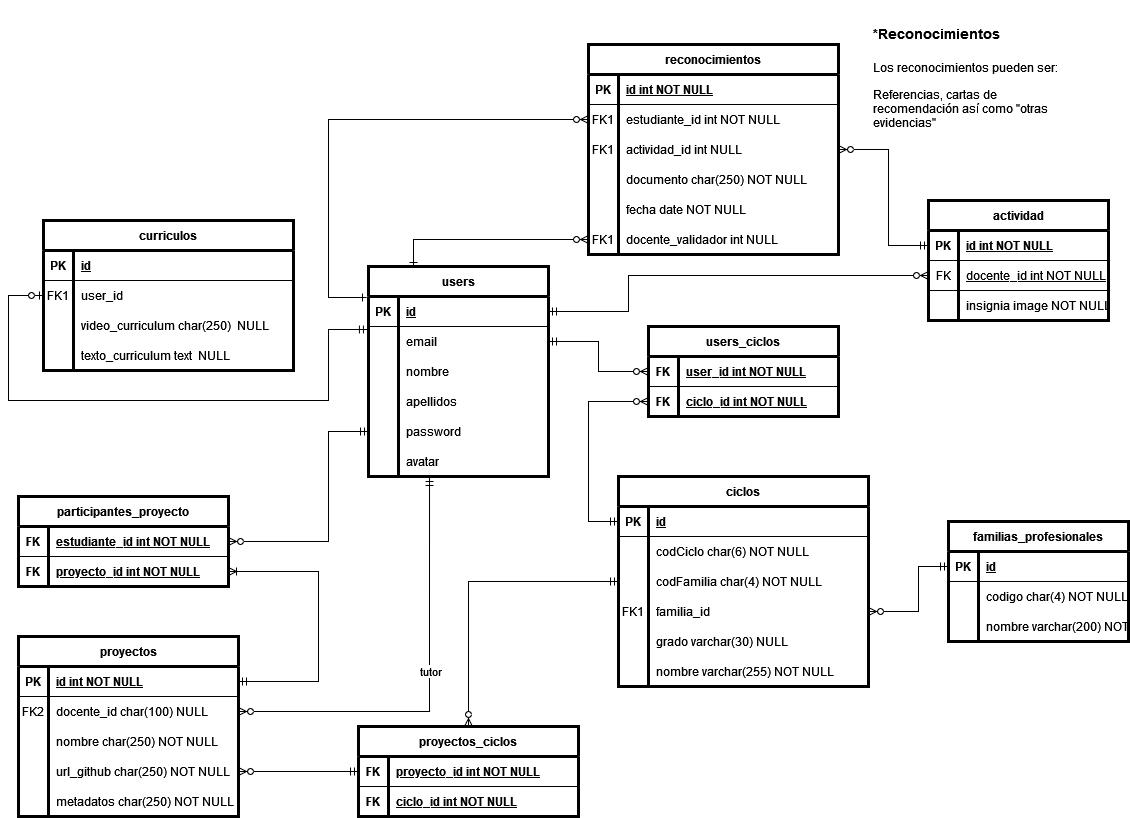 *Reconocimientos
Los reconocimientos pueden ser:
Referencias, cartas de
recomendación así como "otras
evidencias"
reconocimientos
PK id int NOT NULL
FK1 estudiante_id int NOT NULL
FK1 actividad_id int NULL
documento char(250) NOT NULL
fecha date NOT NULL
FK1 docente_validador int NULL
actividad
PK id int NOT NULL
FK docente_id int NOT NULL
insignia image NOT NUL
curriculos
PK id
FK1 user_id
video_curriculum char(250) NULL
texto_curriculum text NULL
users
PK id
email
nombre
apellidos
password
avatar
users_ciclos
FK user_id int NOT NULL
FK ciclo_id int NOT NULL
ciclos
PK id
codCiclo char(6) NOT NULL
codFamilia char(4) NOT NULL
FK1 familia_id
grado varchar(30) NULL
nombre varchar(255) NOT NULL
familias_profesionales
PK id
codigo char(4) NOT NULL
nombre varchar(200) NOT
participantes_proyecto
FK estudiante_id int NOT NULL
FK proyecto_id int NOT NULL
proyectos
PK id int NOT NULL
FK2 docente_id char(100) NULL
nombre char(250) NOT NULL
url_github char(250) NOT NULL
metadatos char(250) NOT NULL
tutor
proyectos_ciclos
FK proyecto_id int NOT NULL
FK ciclo_id int NOT NULL